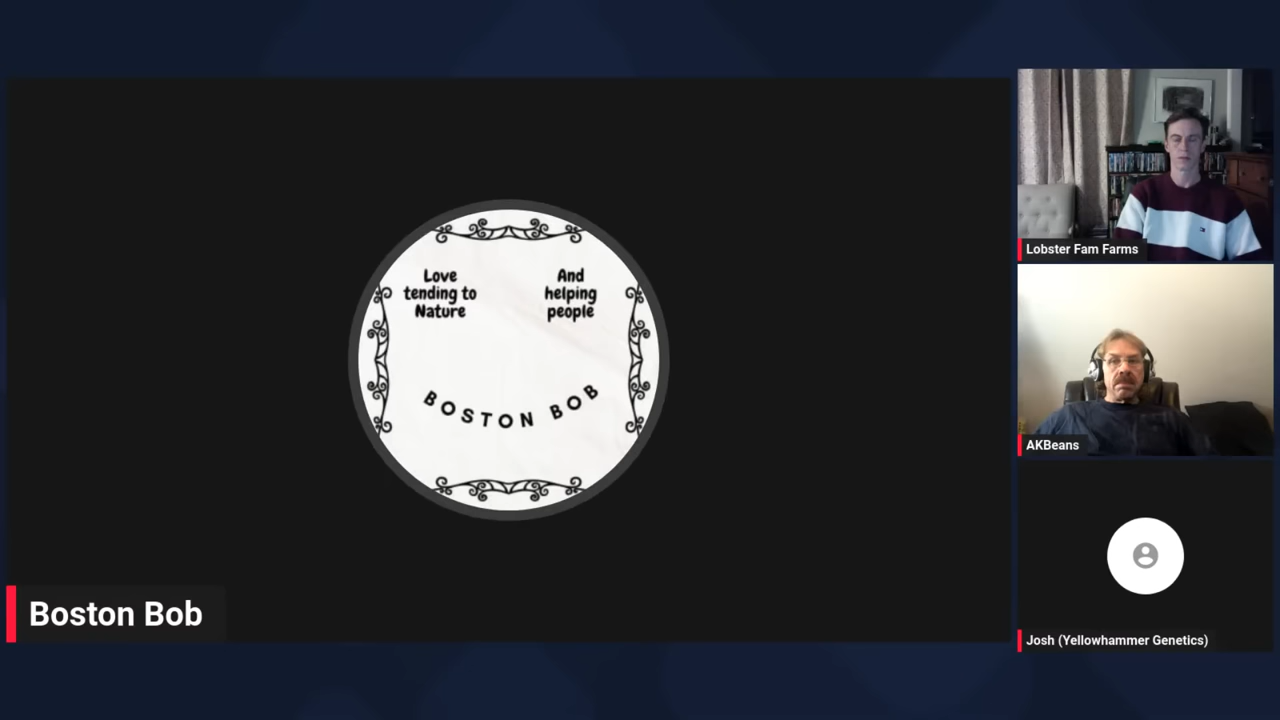 Love
tending to
Nature
And
helping
people
BOSTON BOB
Boston Bob
Lobster Fam Farms
AKBeans
Josh (Yellowhammer Genetics)